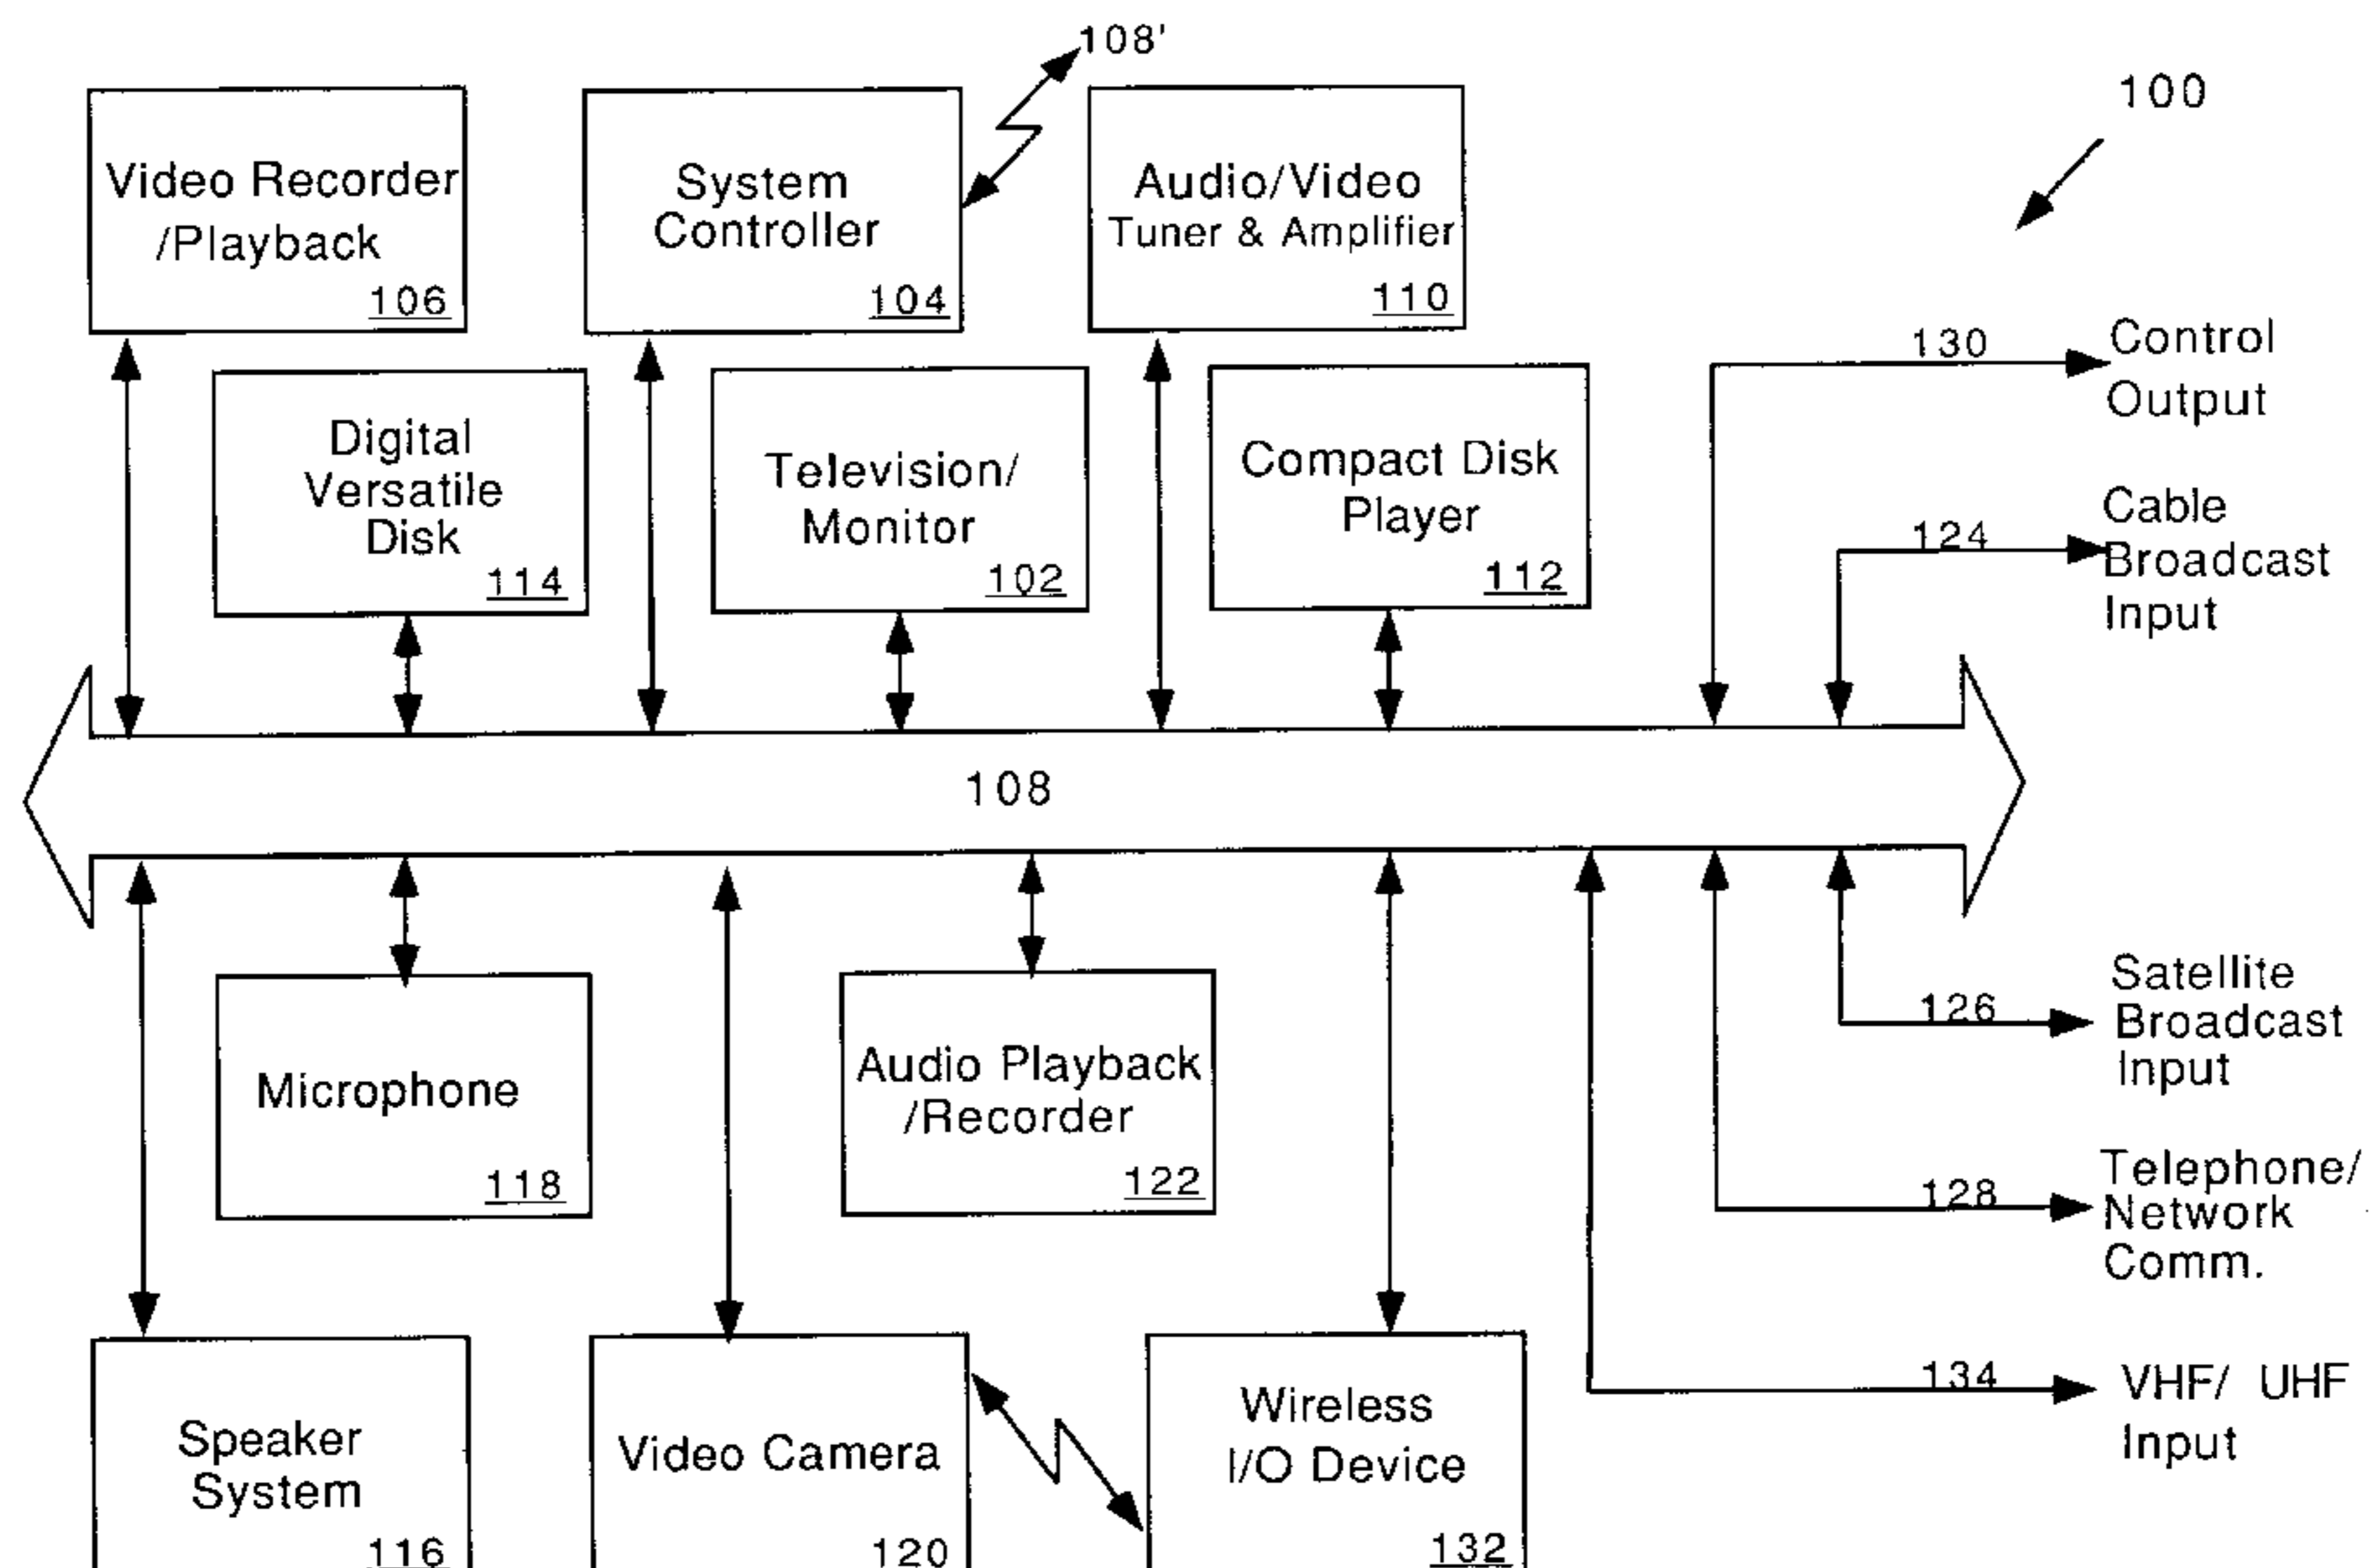 108'
100
Video Recorder
/Playback
106
System
Controller
104
Audio/Video
Tuner & Amplifier
110
130
Control
Output
Digital
Versatile
Disk
114
Television/
Monitor
102
Compact Disk
Player
112
124
Cable
Broadcast
Input
108
126
Satellite
Broadcast
Input
Microphone
118
Audio Playback
/Recorder
122
128
Telephone/
Network
Comm.
134
VHF/ UHF
Input
Speaker
System
116
Video Camera
120
Wireless
I/O Device
132